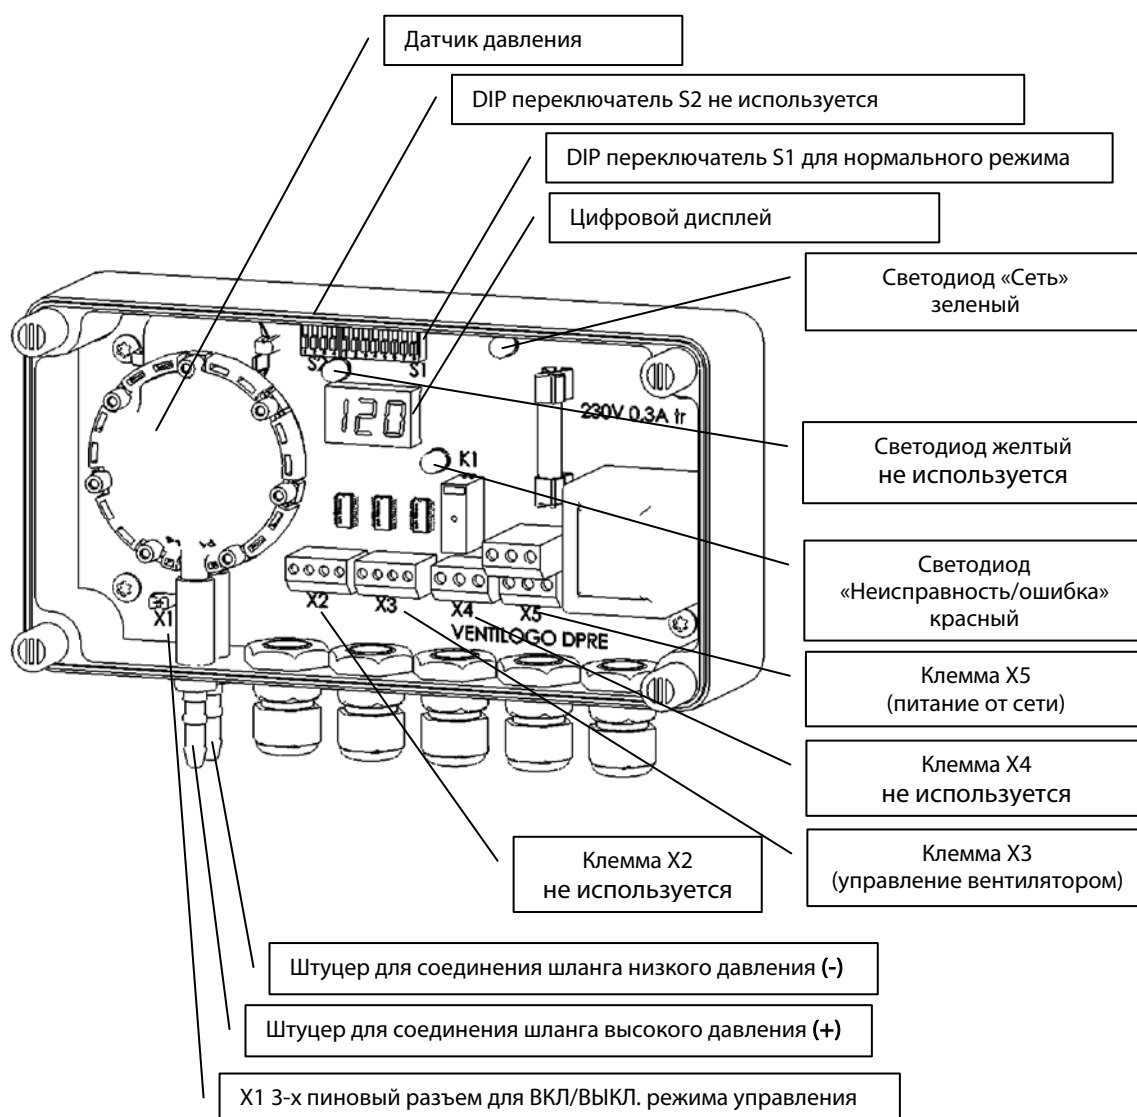 Датчик давления
DIP переключатель S2 не используется
DIP переключатель S1 для нормального режима
Цифровой дисплей
Светодиод «Сеть»
зеленый
S2
S1
230V 0.3A tr
120
K1
Светодиод желтый
не используется
Светодиод
«Неисправность/ошибка»
красный
X1
X2
X3
X4
X5
VENTILOGO DPRE
Клемма X5
(питание от сети)
Клемма X4
не используется
Клемма X3
(управление вентилятором)
Клемма X2
не используется
Штуцер для соединения шланга низкого давления (-)
Штуцер для соединения шланга высокого давления (+)
X1 3-х пиновый разъем для ВКЛ/ВЫКЛ. режима управления